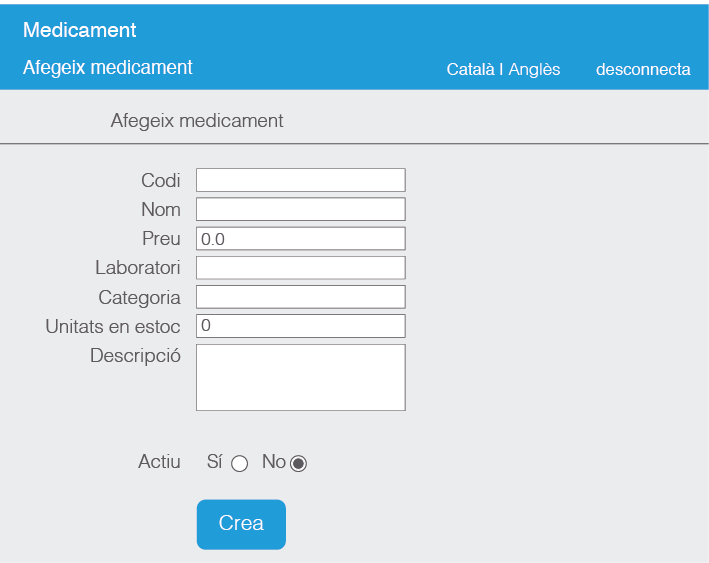 Medicament
Afegeix medicament
Català | Anglès desconnecta
Afegeix medicament
Codi
Nom
Preu 0.0
Laboratori
Categoria
Unitats en estoc 0
Descripció
Actiu Sí No
Crea